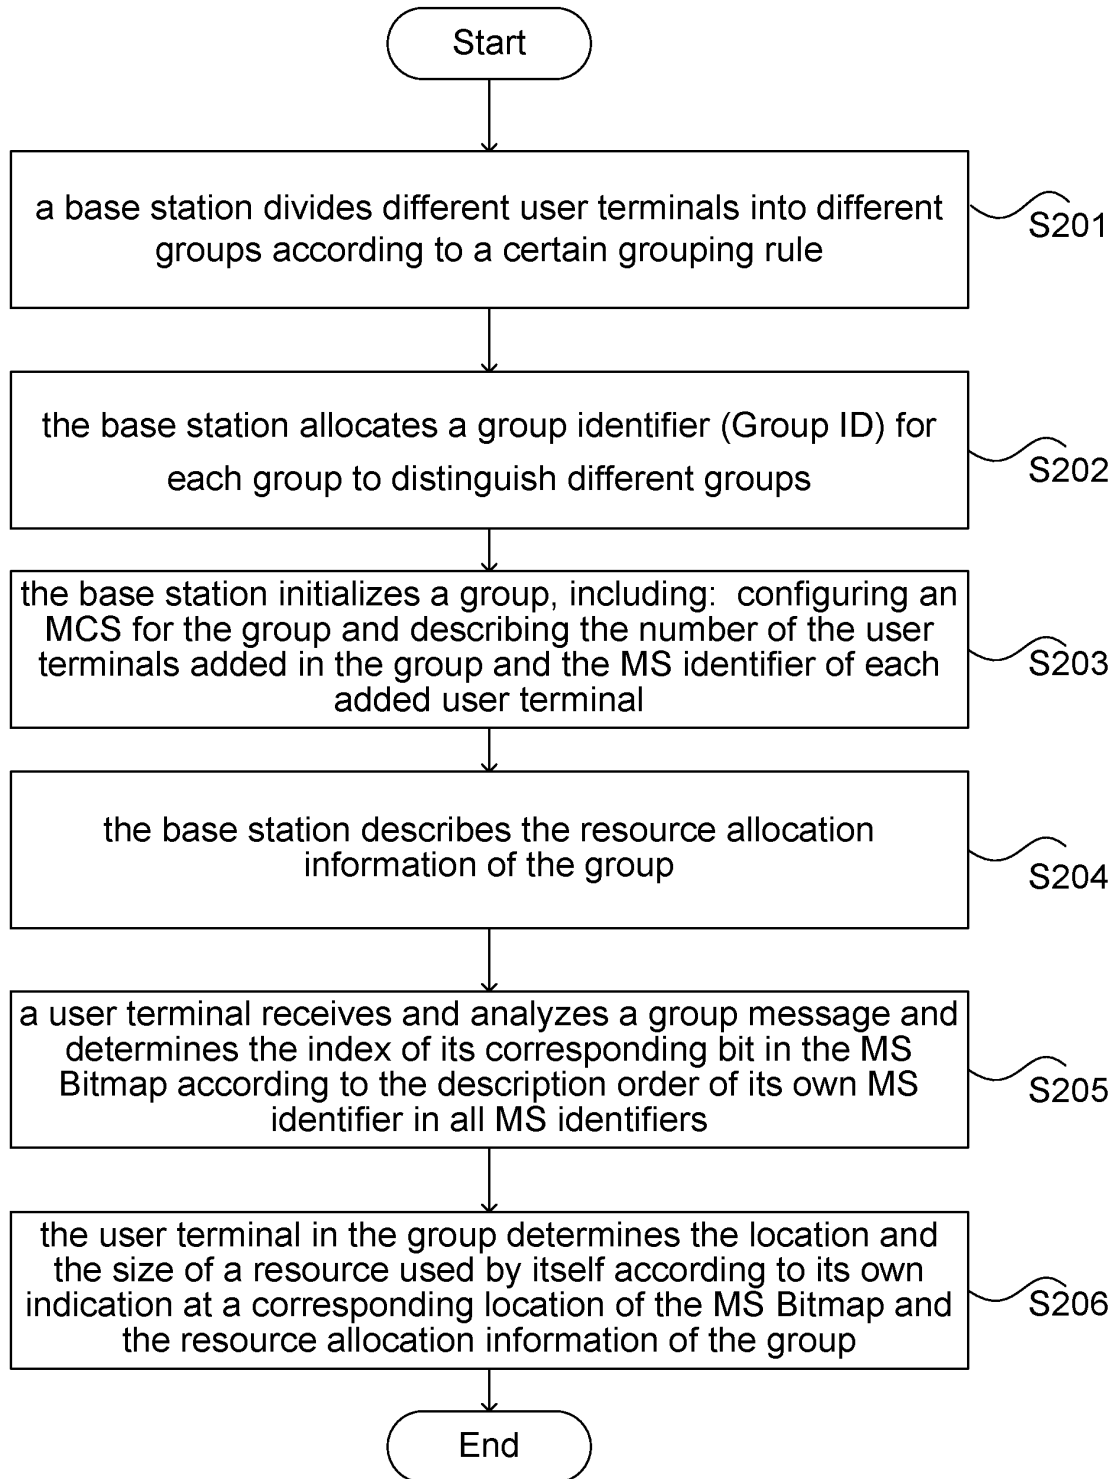 Start
a base station divides different user terminals into different
groups according to a certain grouping rule
S201
the base station allocates a group identifier (Group ID) for
each group to distinguish different groups
S202
the base station initializes a group, including: configuring an
MCS for the group and describing the number of the user
terminals added in the group and the MS identifier of each
added user terminal
S203
the base station describes the resource allocation
information of the group
S204
a user terminal receives and analyzes a group message and
determines the index of its corresponding bit in the MS
Bitmap according to the description order of its own MS
identifier in all MS identifiers
S205
the user terminal in the group determines the location and
the size of a resource used by itself according to its own
indication at a corresponding location of the MS Bitmap and
the resource allocation information of the group
S206
End